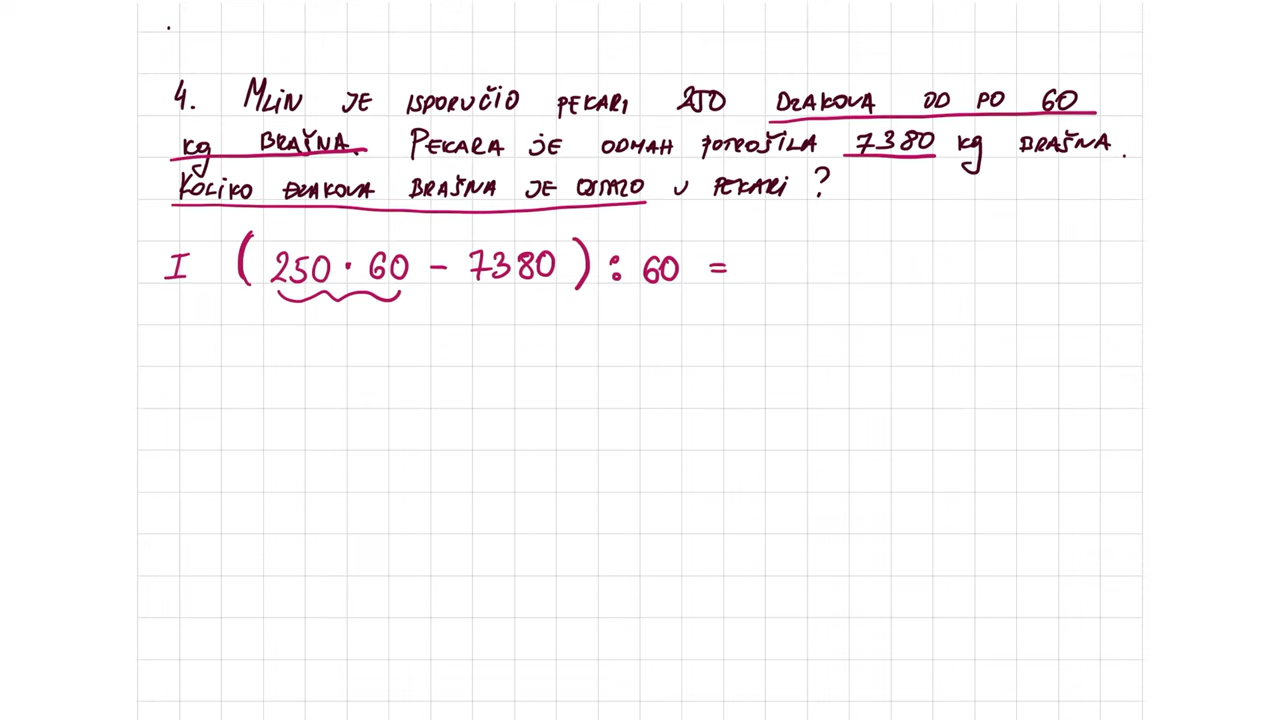 4. MLIN JE ISPORUČIO PEKARI 250 DŽAKOVA OD PO 60
kg BRAŠNA. PEKARA JE ODMAH POTROŠILA 7380 kg BRAŠNA.
KOLIKO DŽAKOVA BRAŠNA JE OSTALO U PEKARI?
I (250 · 60 - 7380) : 60 =